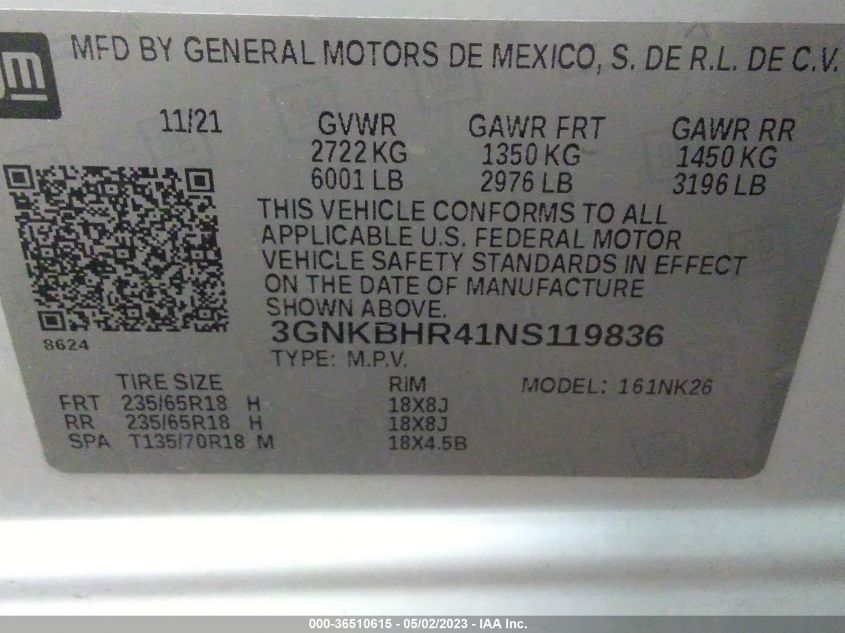 gm
MFD BY GENERAL MOTORS DE MEXICO, S. DE R.L. DE C.V.
11/21 GVWR GAWR FRT GAWR RR
2722 KG 1350 KG 1450 KG
6001 LB 2976 LB 3196 LB
THIS VEHICLE CONFORMS TO ALL
APPLICABLE U.S. FEDERAL MOTOR
VEHICLE SAFETY STANDARDS IN EFFECT
ON THE DATE OF MANUFACTURE
SHOWN ABOVE.
8624
3GNKBHR41NS119836
TYPE: M.P.V.
TIRE SIZE RIM MODEL: 161NK26
FRT 235/65R18 H 18X8J
RR 235/65R18 H 18X8J
SPA T135/70R18 M 18X4.5B
000-36510615 - 05/02/2023 - IAA Inc.